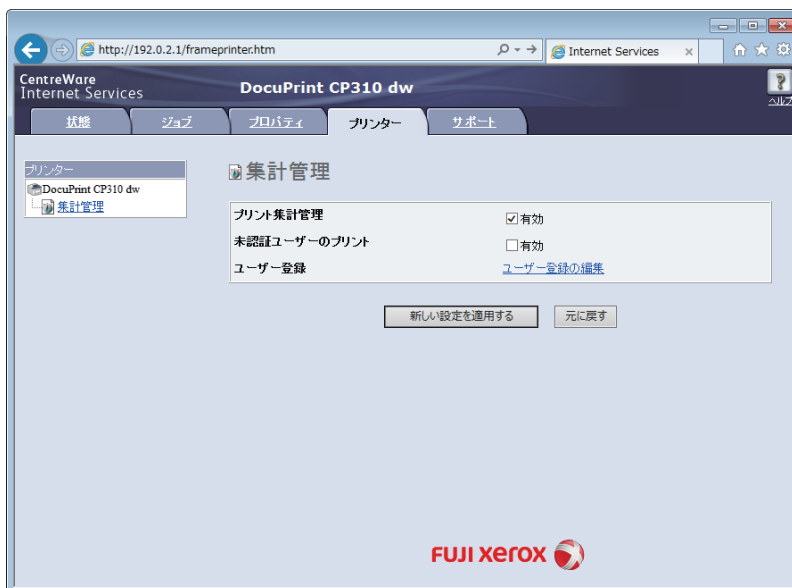 http://192.0.2.1/frameprinter.htm
Internet Services
CentreWare
Internet Services
DocuPrint CP310 dw
ヘルプ
状態
ジョブ
プロパティ
プリンター
サポート
プリンター
DocuPrint CP310 dw
集計管理
集計管理
プリント集計管理
有効
未認証ユーザーのプリント
有効
ユーザー登録
ユーザー登録の編集
新しい設定を適用する
元に戻す
FUJI xerox